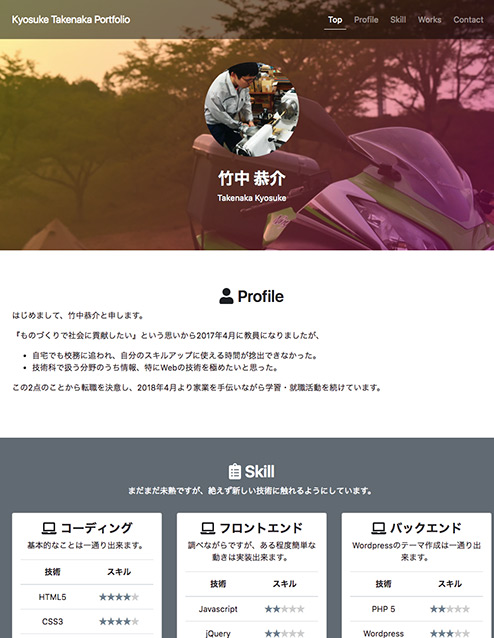 Kyosuke Takenaka Portfolio
Top Profile Skill Works Contact
竹中 恭介
Takenaka Kyosuke
Profile
はじめまして、竹中恭介と申します。
『ものづくりで社会に貢献したい』という思いから2017年4月に教員になりましたが、
• 自宅でも校務に追われ、自分のスキルアップに使える時間が捻出できなかった。
• 技術科で扱う分野のうち情報、特にWebの技術を極めたいと思った。
この2点のことから転職を決意し、2018年4月より家業を手伝いながら学習・就職活動を続けています。
Skill
まだまだ未熟ですが、絶えず新しい技術に触れるようにしています。
コーディング
基本的なことは一通り出来ます。
技術 スキル
HTML5 ★★★★★
CSS3 ★★★★★
フロントエンド
調べながらですが、ある程度簡単な
動きは実装出来ます。
技術 スキル
Javascript ★★★★★
jQuery ★★★★★
バックエンド
Wordpressのテーマ作成は一通り出
来ます。
技術 スキル
PHP 5 ★★★★★
Wordpress ★★★★★